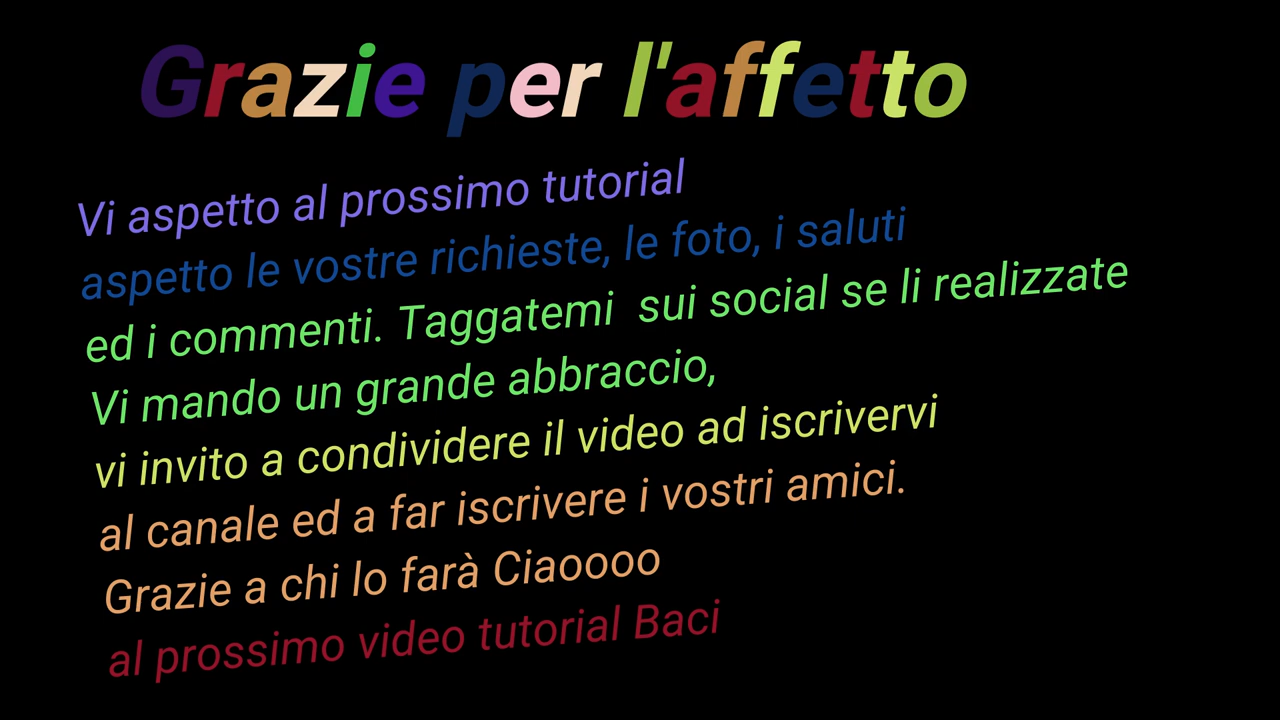 Grazie per l'affetto
Vi aspetto al prossimo tutorial
aspetto le vostre richieste, le foto, i saluti
ed i commenti. Taggatemi  sui social se li realizzate
Vi mando un grande abbraccio,
vi invito a condividere il video ad iscrivervi
al canale ed a far iscrivere i vostri amici.
Grazie a chi lo farà Ciaoooo
al prossimo video tutorial Baci